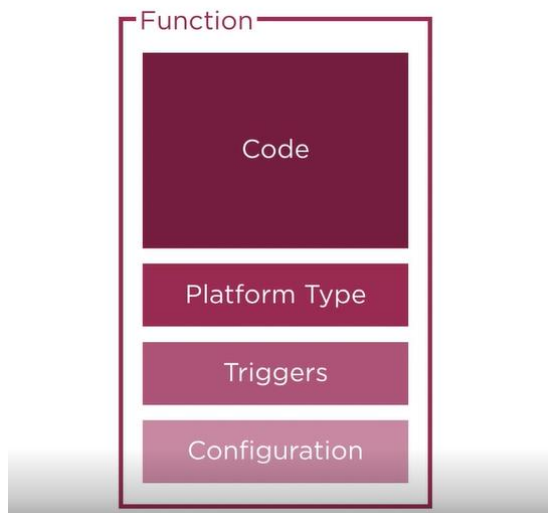 Function
Code
Platform Type
Triggers
Configuration